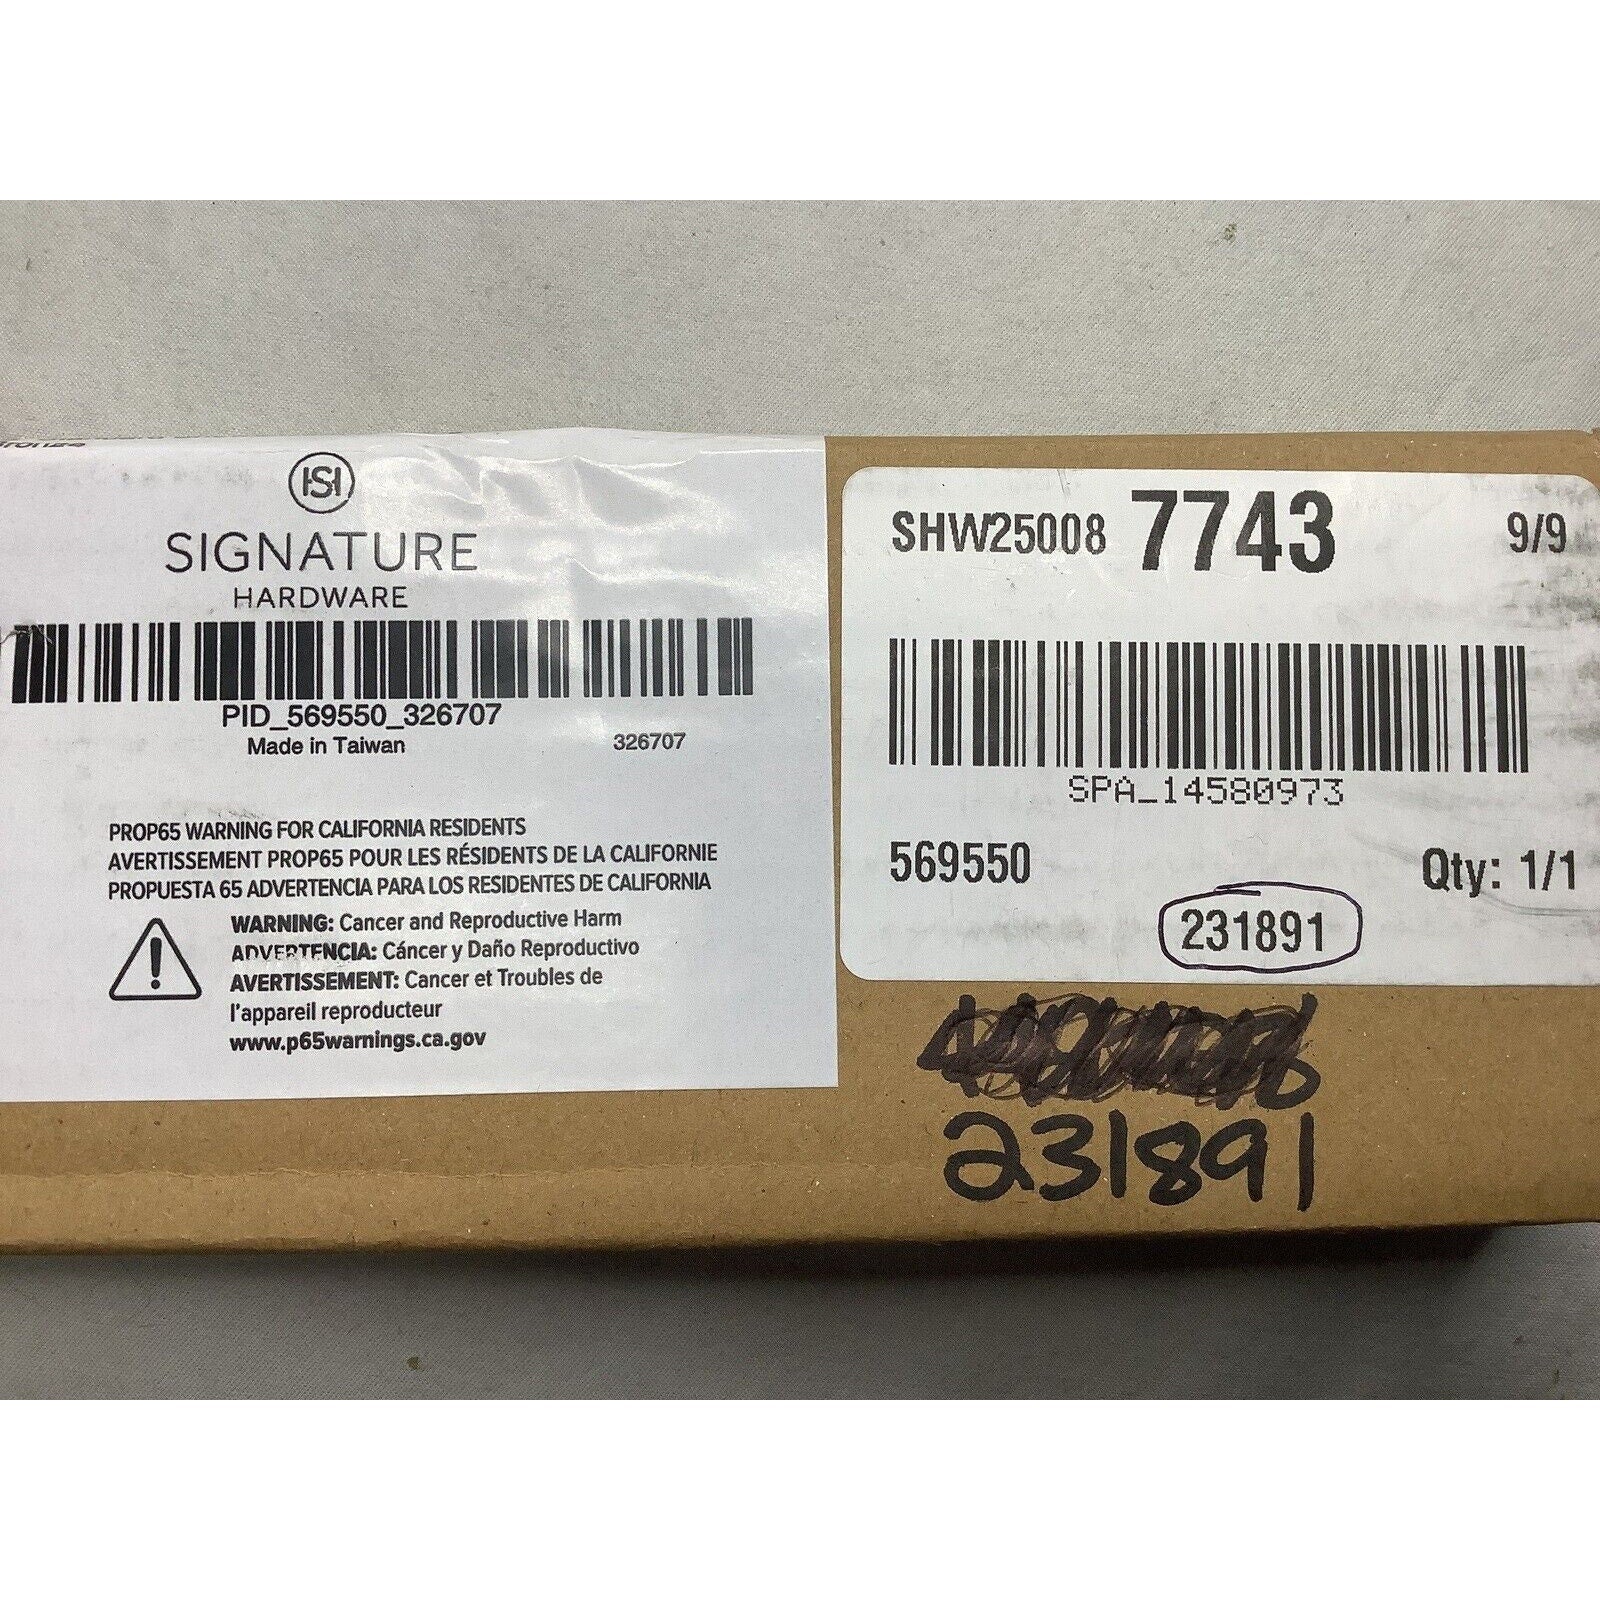 Bronze
SIGNATURE
HARDWARE
PID_569550_326707
Made in Taiwan 326707
PROP65 WARNING FOR CALIFORNIA RESIDENTS
AVERTISSEMENT PROP65 POUR LES RÉSIDENTS DE LA CALIFORNIE
PROPUESTA 65 ADVERTENCIA PARA LOS RESIDENTES DE CALIFORNIA
WARNING: Cancer and Reproductive Harm
ADVERTENCIA: Cáncer y Daño Reproductivo
AVERTISSEMENT: Cancer et Troubles de
l'appareil reproducteur
www.p65warnings.ca.gov
SHW25008 7743 9/9
SPA_14580973
569550 Qty: 1/1
231891
231891